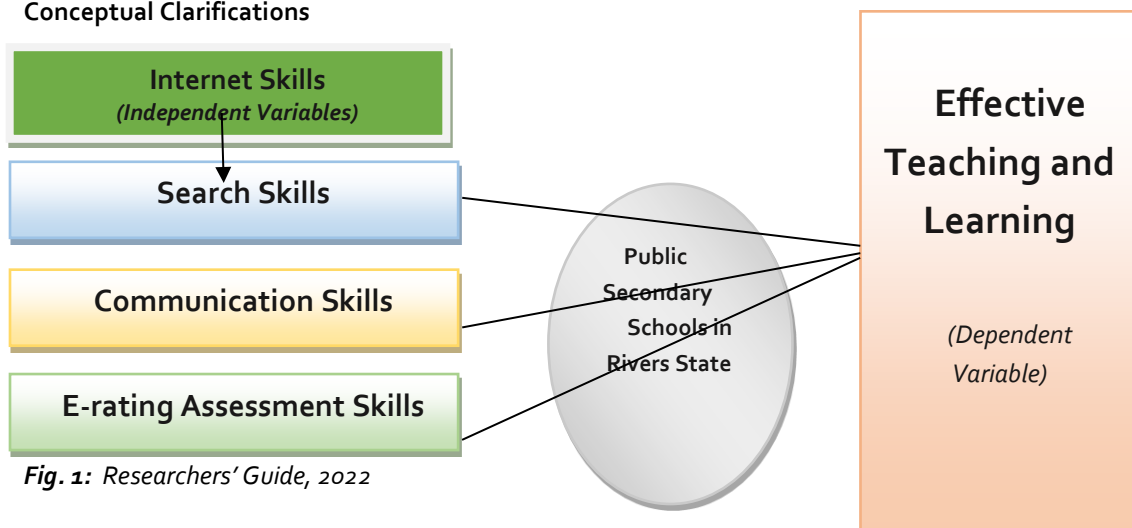 Conceptual Clarifications
Internet Skills
(Independent Variables)
Search Skills
Communication Skills
E-rating Assessment Skills
Fig. 1: Researchers' Guide, 2022
Public
Secondary
Schools in
Rivers State
Effective
Teaching and
Learning
(Dependent
Variable)